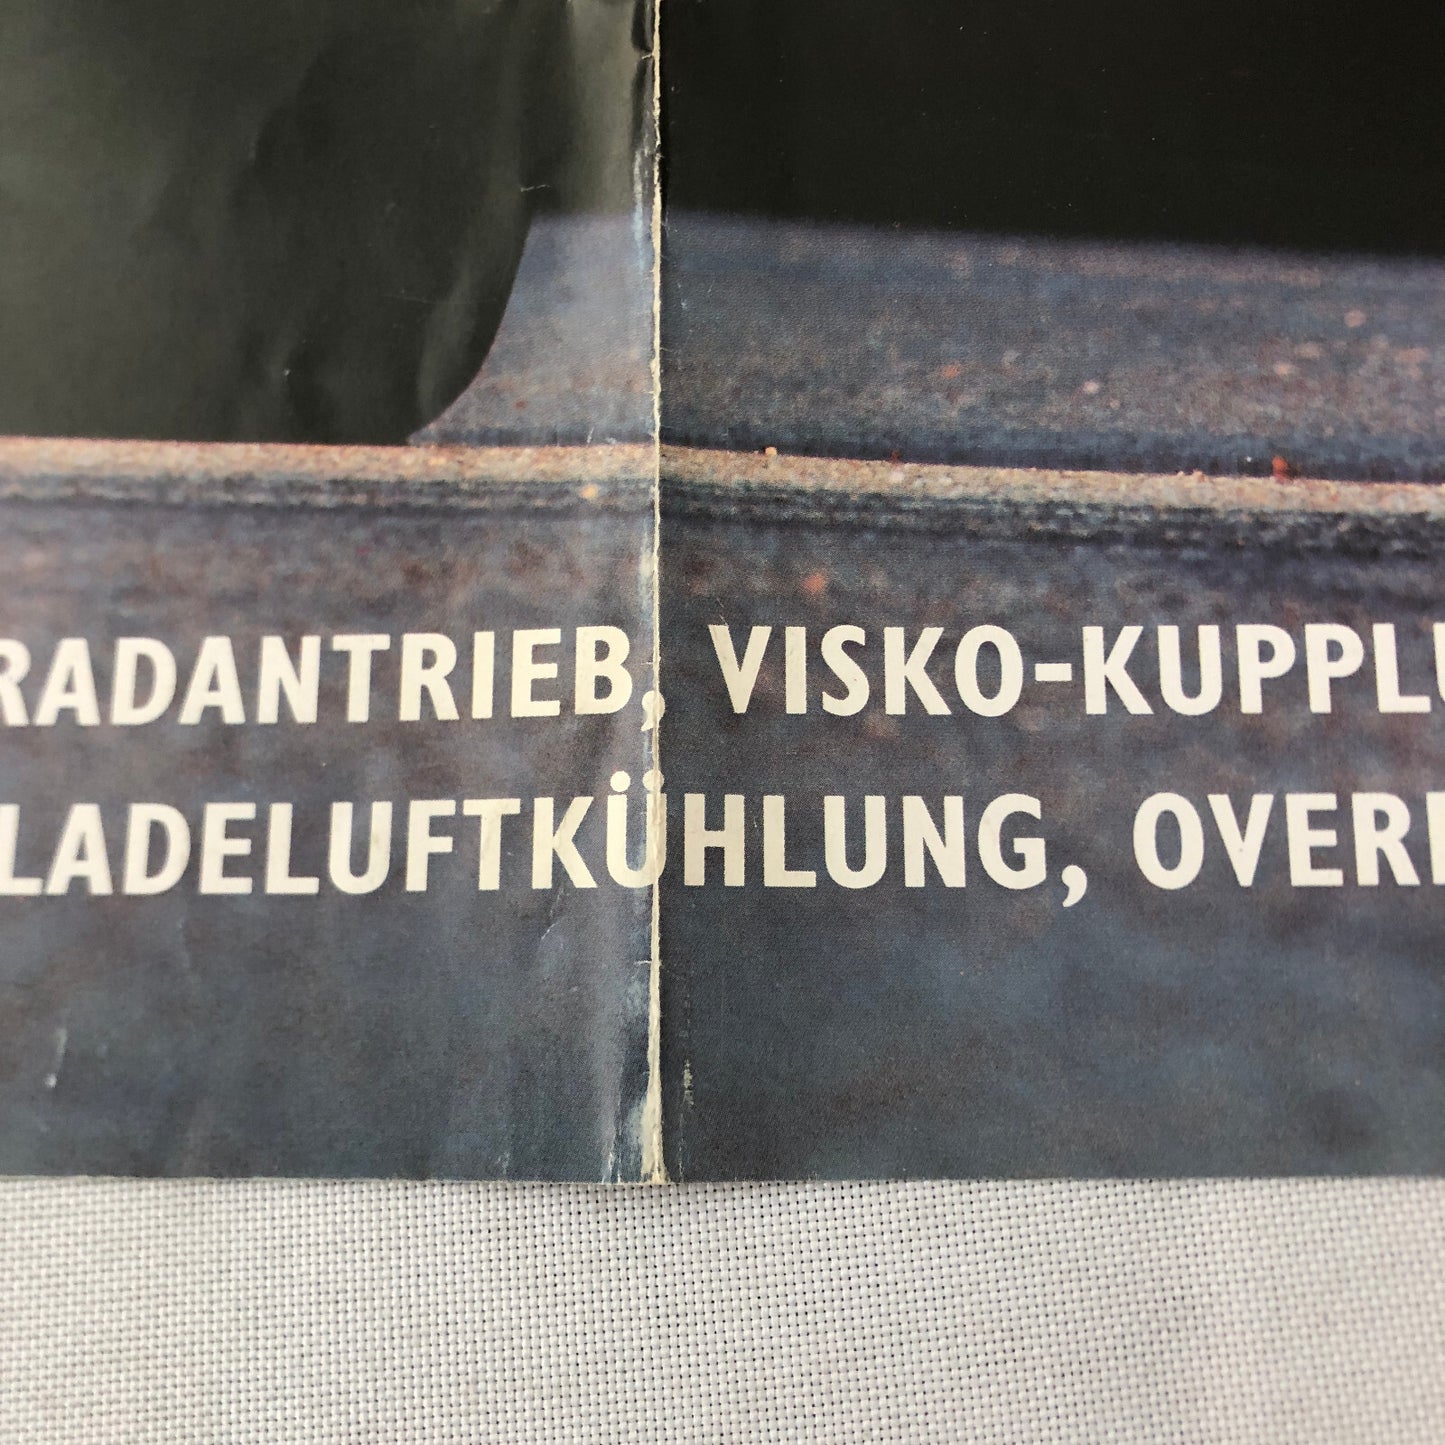 RADANTRIEB, VISKO-KUPPLU
LADELUFTKÜHLUNG, OVER